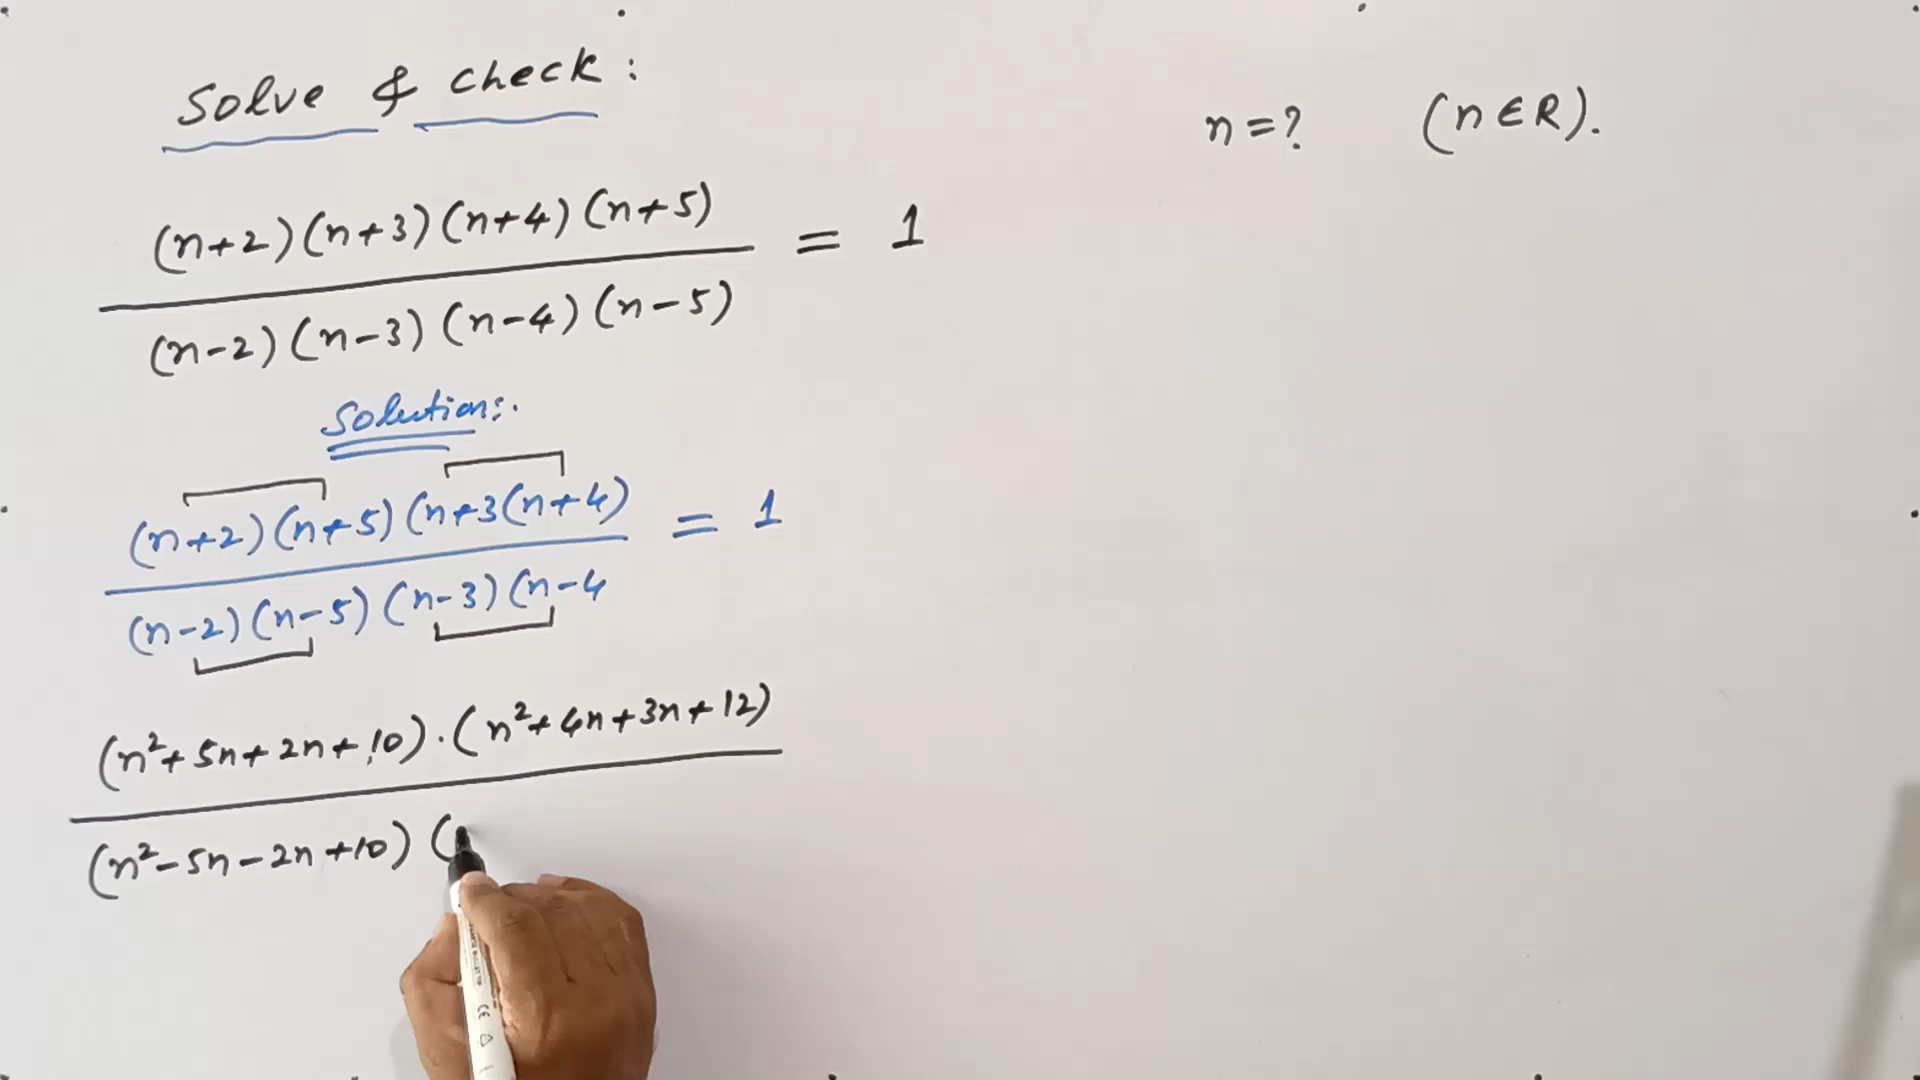 Solve & check :
n = ? (n ∈ R).
(n+2)(n+3)(n+4)(n+5)
= 1
(n-2)(n-3)(n-4)(n-5)
Solution:.
(n+2)(n+5)(n+3(n+4)
= 1
(n-2)(n-5)(n-3)(n-4
(n²+5n+2n+10).(n²+4n+3n+12)
(n²-5n-2n+10)(